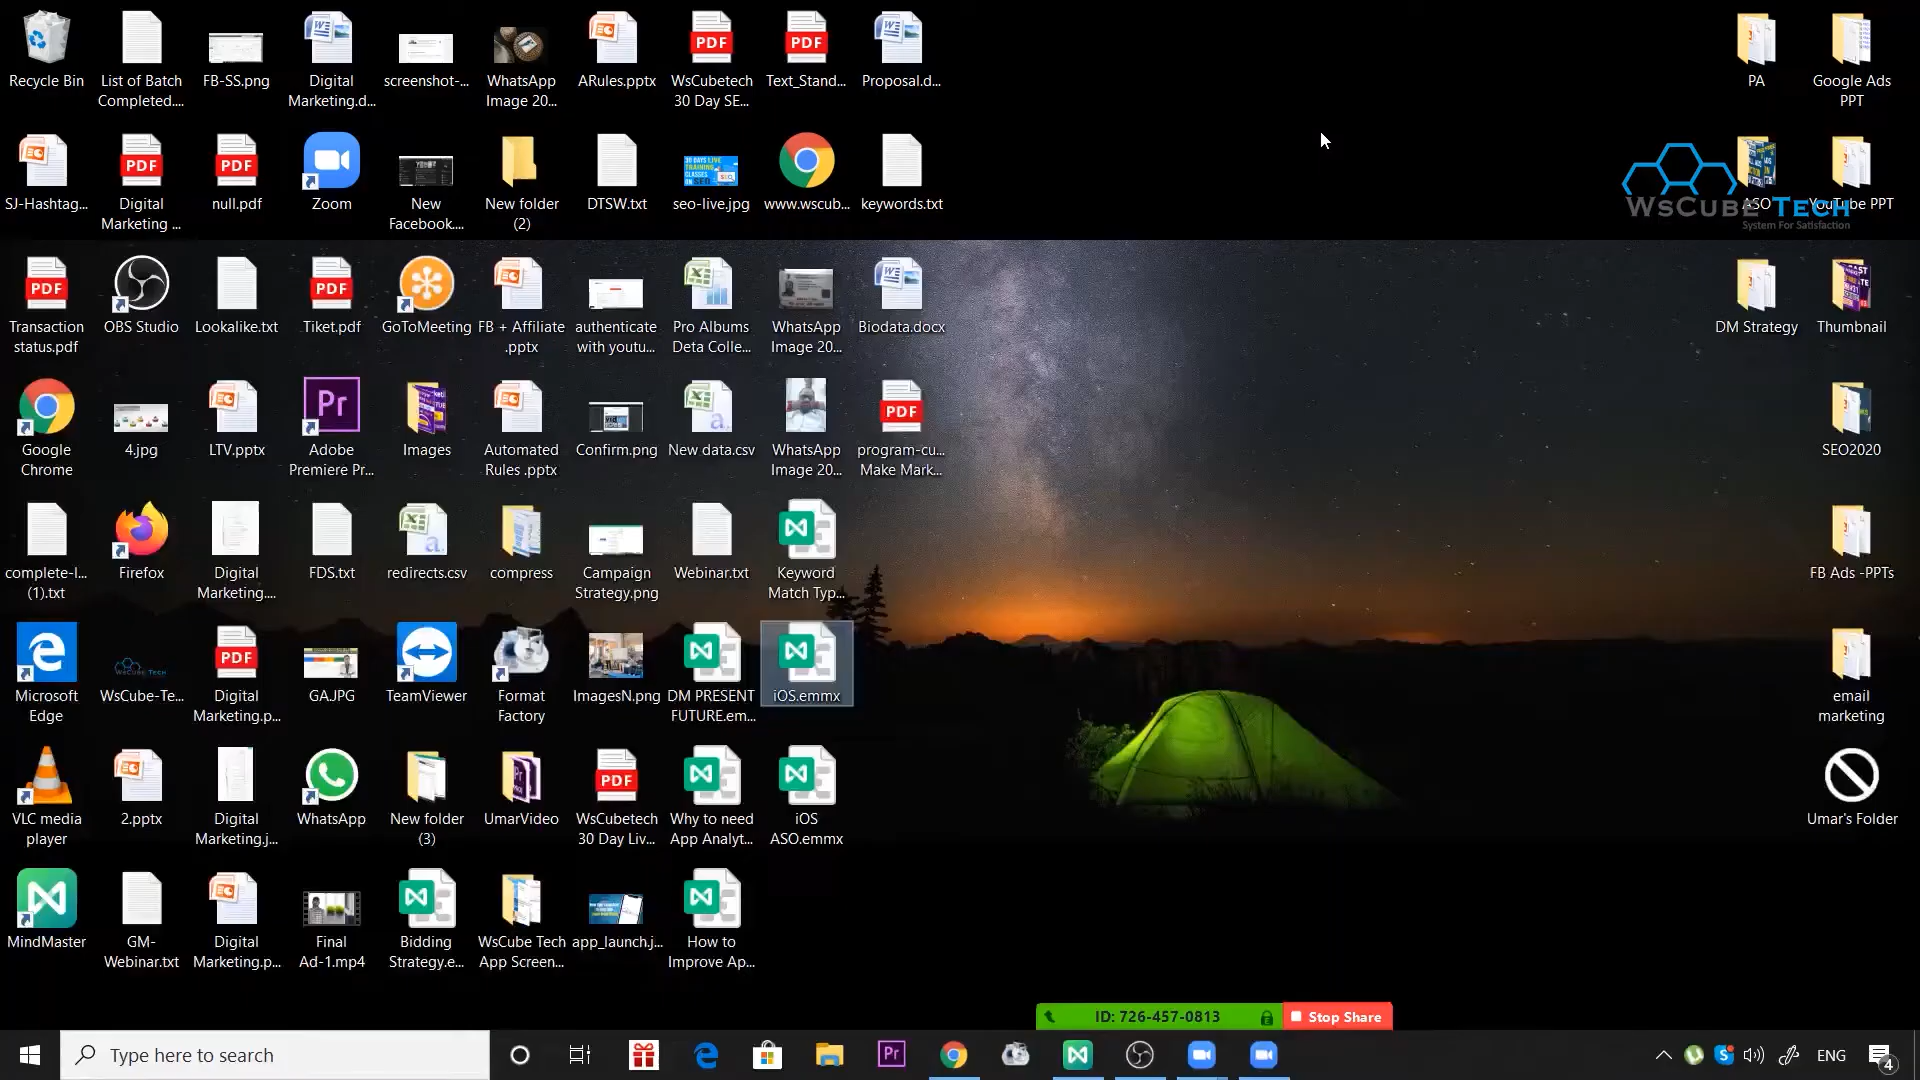 Recycle Bin
List of Batch
Completed....
FB-SS.png
Digital
Marketing.d...
screenshot-...
WhatsApp
Image 20...
ARules.pptx
WsCubetech
30 Day SE...
Text_Stand...
Proposal.d...
PA
Google Ads
PPT
SJ-Hashtag...
Digital
Marketing ...
null.pdf
Zoom
New
Facebook....
New folder
(2)
DTSW.txt
seo-live.jpg
www.wscub...
keywords.txt
ASO
YouTube PPT
WsCube Tech
System For Satisfaction
Transaction
status.pdf
OBS Studio
Lookalike.txt
Tiket.pdf
GoToMeeting
FB + Affiliate
.pptx
authenticate
with youtu...
Pro Albums
Deta Colle...
WhatsApp
Image 20...
Biodata.docx
DM Strategy
Thumbnail
Google
Chrome
4.jpg
LTV.pptx
Adobe
Premiere Pr...
Images
Automated
Rules .pptx
Confirm.png
New data.csv
WhatsApp
Image 20...
program-cu...
Make Mark...
SEO2020
complete-l...
(1).txt
Firefox
Digital
Marketing....
FDS.txt
redirects.csv
compress
Campaign
Strategy.png
Webinar.txt
Keyword
Match Typ...
FB Ads -PPTs
Microsoft
Edge
WsCube-Te...
Digital
Marketing.p...
GA.JPG
TeamViewer
Format
Factory
ImagesN.png
DM PRESENT
FUTURE.em...
iOS.emmx
email
marketing
VLC media
player
2.pptx
Digital
Marketing.j...
WhatsApp
New folder
(3)
UmarVideo
WsCubetech
30 Day Liv...
Why to need
App Analyt...
iOS
ASO.emmx
Umar's Folder
MindMaster
GM-
Webinar.txt
Digital
Marketing.p...
Final
Ad-1.mp4
Bidding
Strategy.e...
WsCube Tech
App Screen...
app_launch.j...
How to
Improve Ap...
ID: 726-457-0813
Stop Share
Type here to search
ENG
4